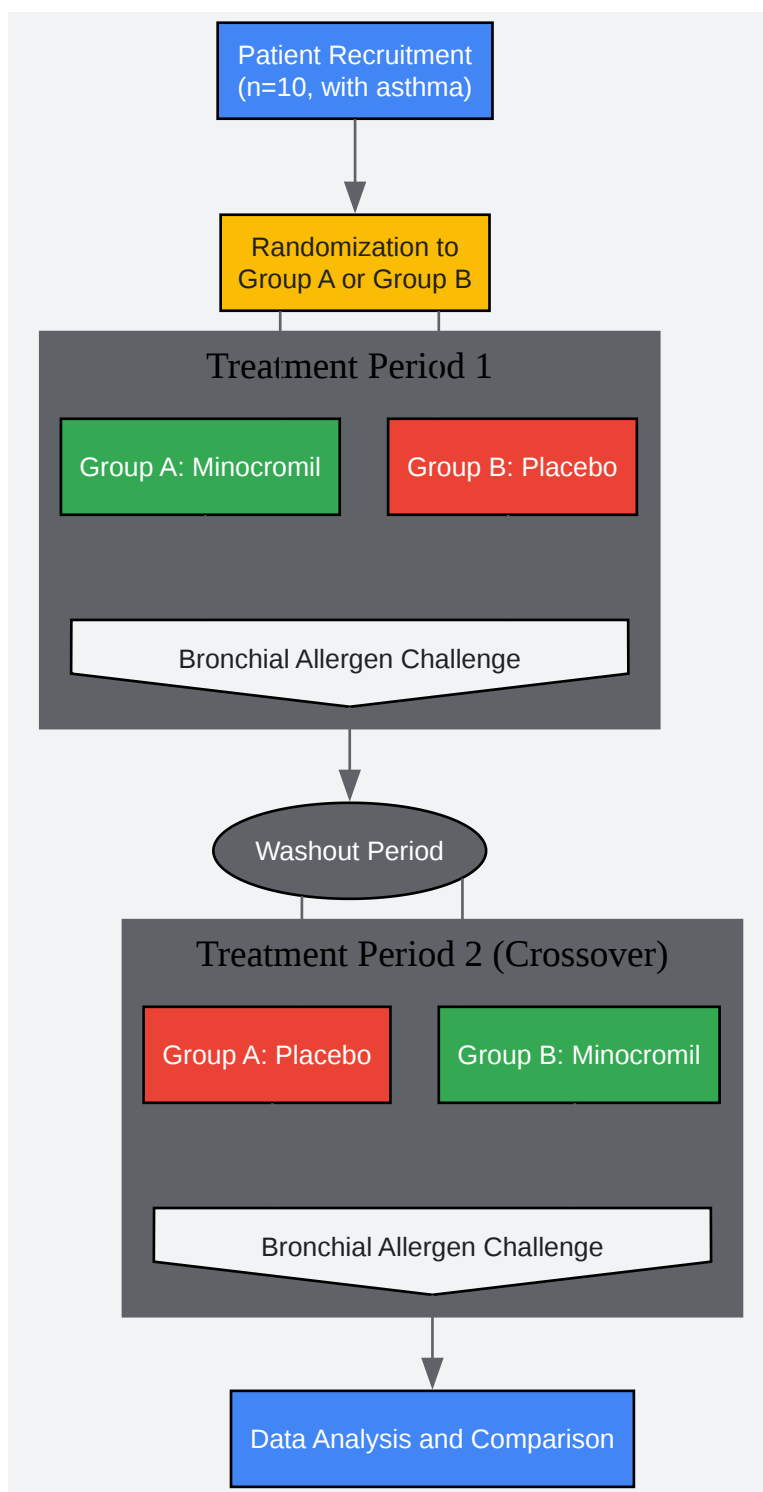 Patient Recruitment
(n=10, with asthma)
Randomization to
Group A or Group B
Treatment Period 1
Group A: Minocromil
Group B: Placebo
Bronchial Allergen Challenge
Washout Period
Treatment Period 2 (Crossover)
Group A: Placebo
Group B: Minocromil
Bronchial Allergen Challenge
Data Analysis and Comparison